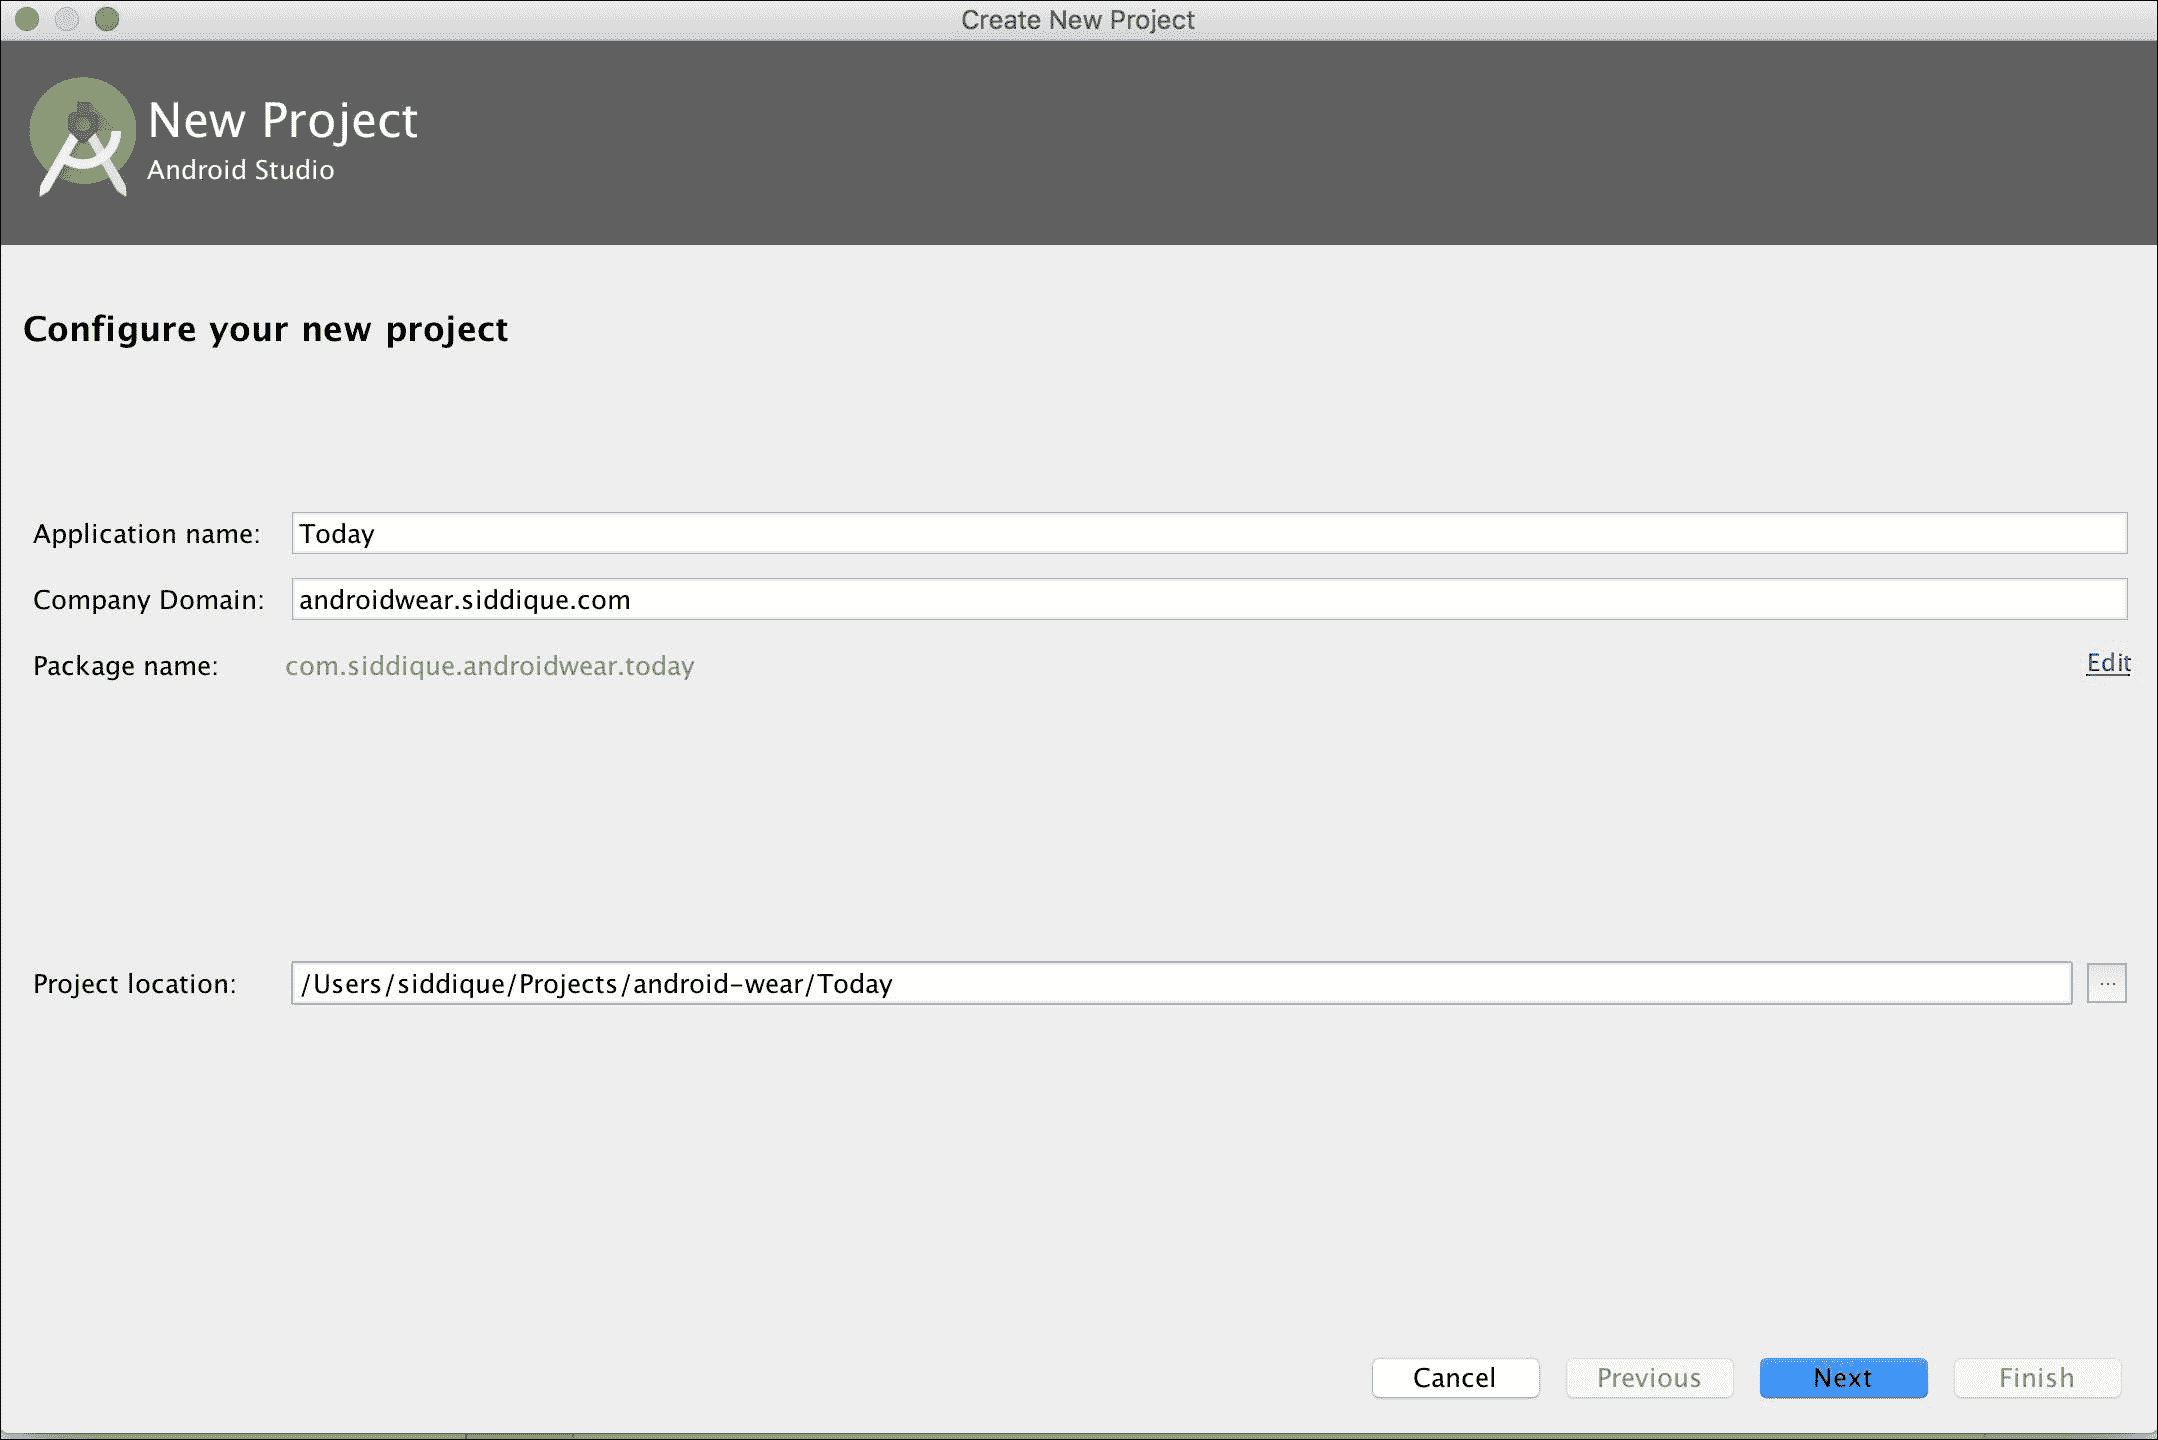 Create New Project
New Project
Android Studio
Configure your new project
Application name: Today
Company Domain: androidwear.siddique.com
Package name: com.siddique.androidwear.today Edit
Project location: /Users/siddique/Projects/android-wear/Today ...
Cancel Previous Next Finish